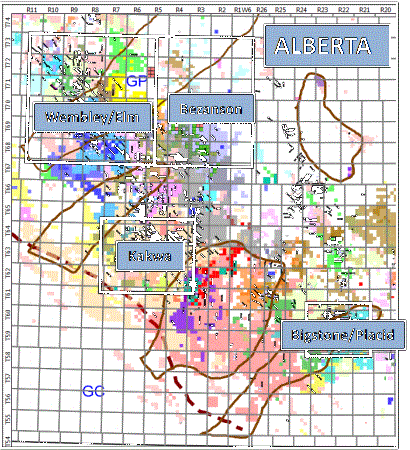 R11 R10 R9 R8 R7 R6 R5 R4 R3 R2 R1W6 R26 R25 R24 R23 R22 R21 R20
T74
T73
T72
T71
T70
T69
T68
T67
T66
T65
T64
T63
T62
T61
T60
T59
T58
T57
T56
T55
T54
ALBERTA
GP
Wembley/Elm
Bezanson
Kakwa
Bigstone/Placid
GC